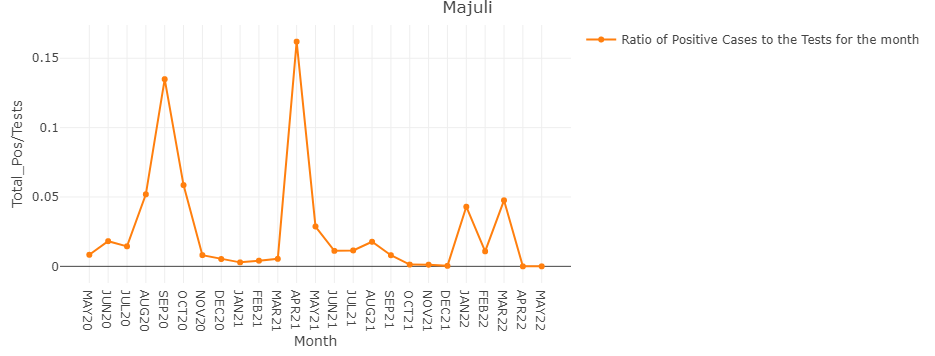 Majuli
Ratio of Positive Cases to the Tests for the month
Total_Pos/Tests
0.15
0.1
0.05
0
MAY20
JUN20
JUL20
AUG20
SEP20
OCT20
NOV20
DEC20
JAN21
FEB21
MAR21
APR21
MAY21
JUN21
JUL21
AUG21
SEP21
OCT21
NOV21
DEC21
JAN22
FEB22
MAR22
APR22
MAY22
Month